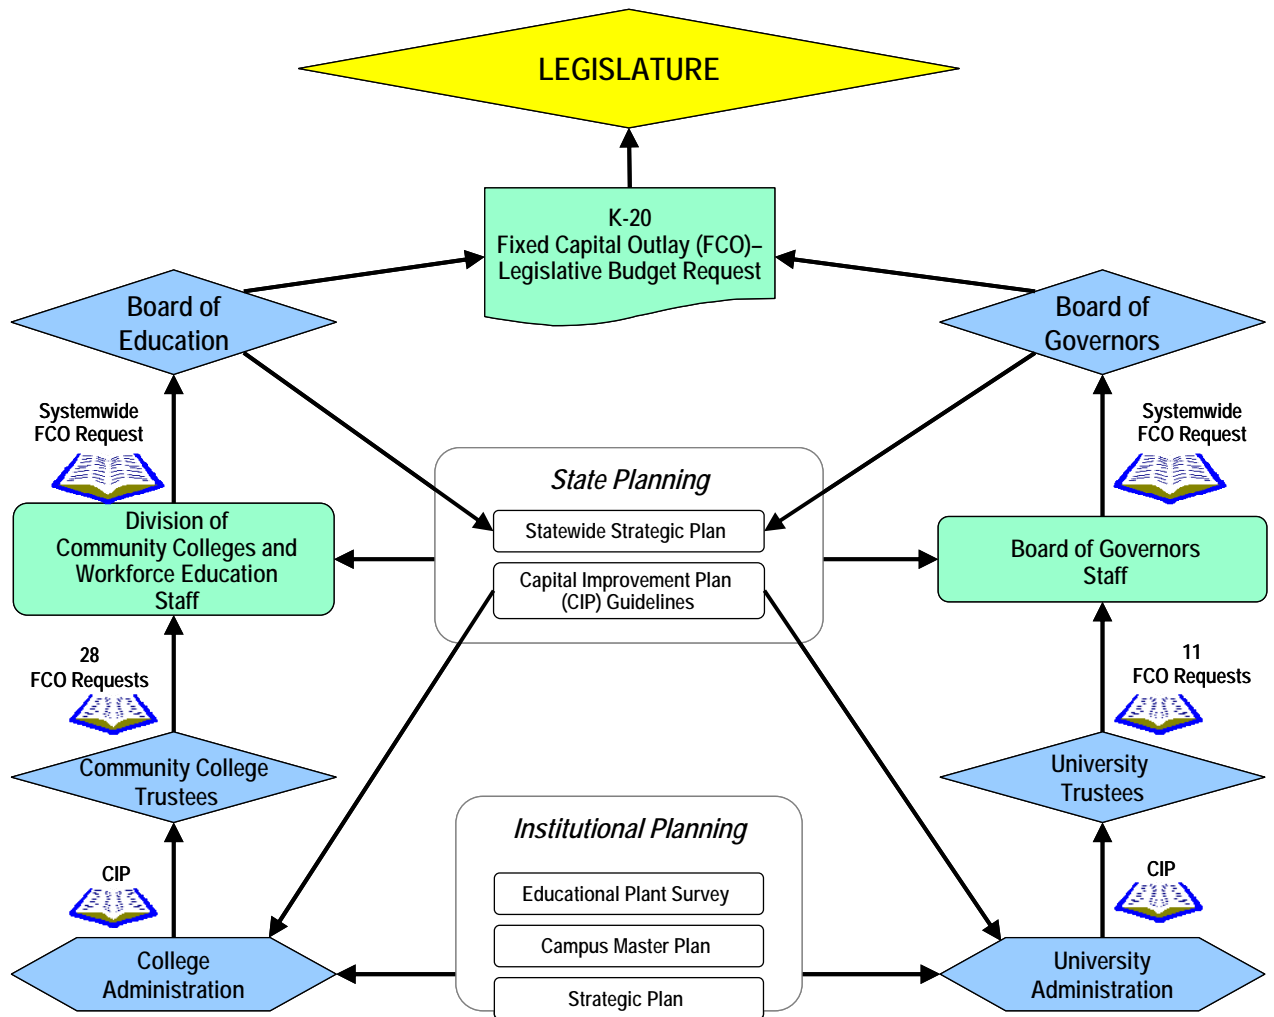 LEGISLATURE
K-20
Fixed Capital Outlay (FCO)–
Legislative Budget Request
Board of
Education
Board of
Governors
Systemwide
FCO Request
Systemwide
FCO Request
State Planning
Statewide Strategic Plan
Capital Improvement Plan
(CIP) Guidelines
Division of
Community Colleges and
Workforce Education
Staff
Board of Governors
Staff
28
FCO Requests
11
FCO Requests
Community College
Trustees
University
Trustees
Institutional Planning
Educational Plant Survey
Campus Master Plan
Strategic Plan
CIP
CIP
College
Administration
University
Administration